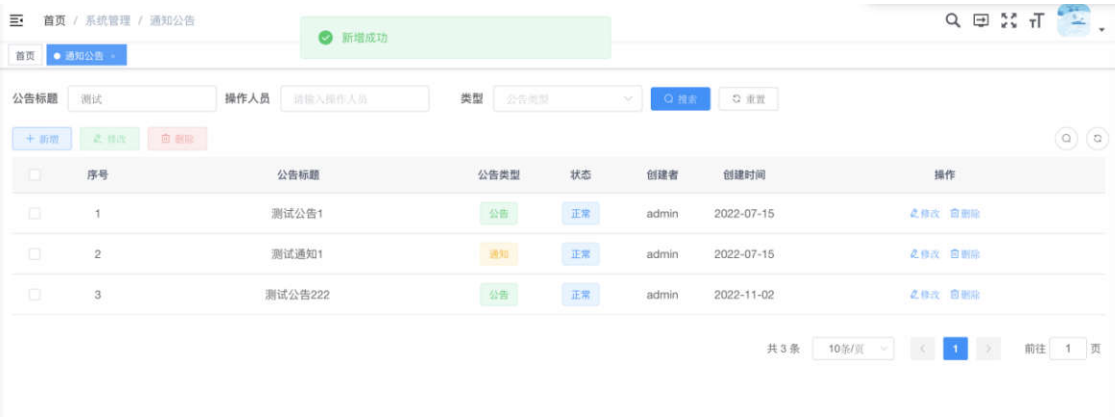 首页 / 系统管理 / 通知公告
新增成功
首页 通知公告 ×
公告标题 测试 操作人员 请输入操作人员 类型 公告类型 搜索 重置
+ 新增 修改 删除
序号 公告标题 公告类型 状态 创建者 创建时间 操作
1 测试公告1 公告 正常 admin 2022-07-15 修改 删除
2 测试通知1 通知 正常 admin 2022-07-15 修改 删除
3 测试公告222 公告 正常 admin 2022-11-02 修改 删除
共 3 条 10条/页 < 1 > 前往 1 页